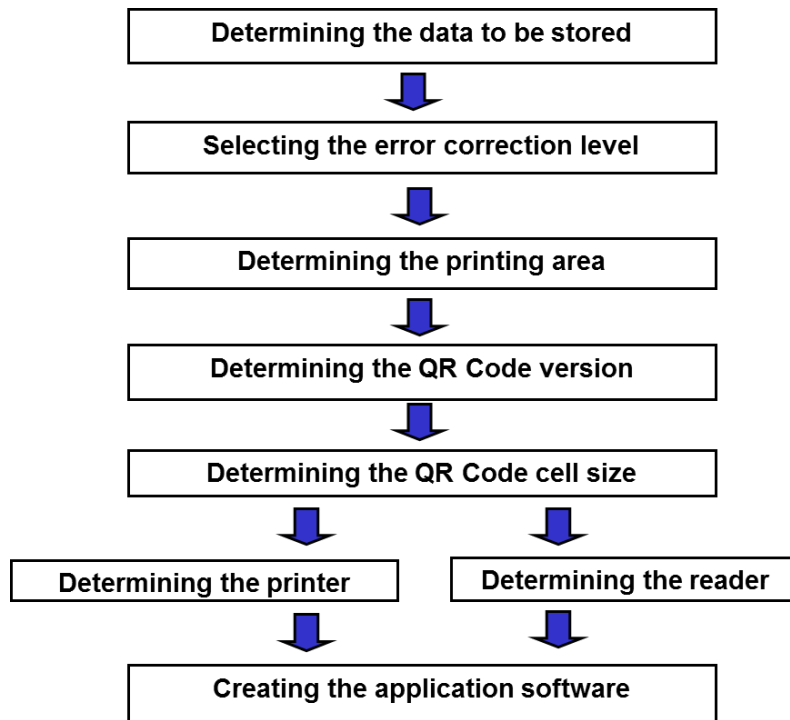 Determining the data to be stored
Selecting the error correction level
Determining the printing area
Determining the QR Code version
Determining the QR Code cell size
Determining the printer
Determining the reader
Creating the application software